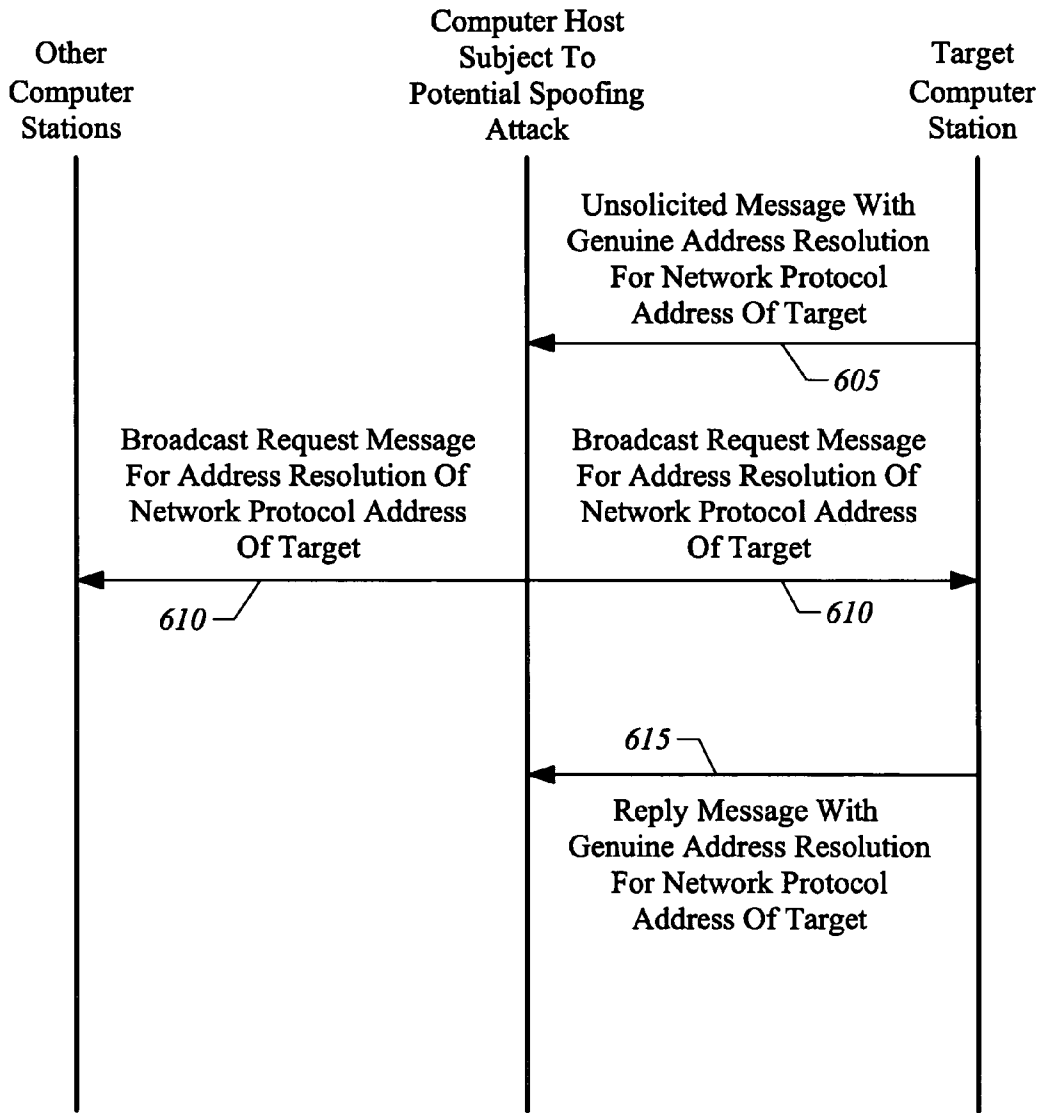 Other
Computer
Stations
Computer Host
Subject To
Potential Spoofing
Attack
Target
Computer
Station
Unsolicited Message With
Genuine Address Resolution
For Network Protocol
Address Of Target
605
Broadcast Request Message
For Address Resolution Of
Network Protocol Address
Of Target
610
Broadcast Request Message
For Address Resolution Of
Network Protocol Address
Of Target
610
615
Reply Message With
Genuine Address Resolution
For Network Protocol
Address Of Target